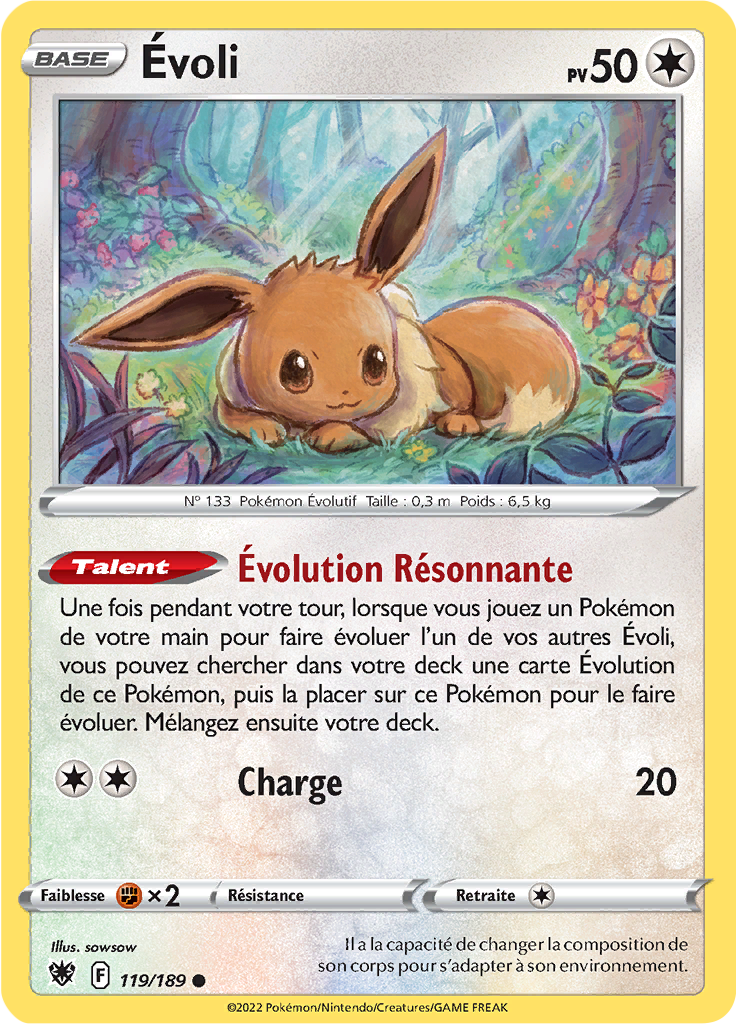 BASE Évoli PV50
N° 133 Pokémon Évolutif Taille : 0,3 m Poids : 6,5 kg
Talent Évolution Résonnante
Une fois pendant votre tour, lorsque vous jouez un Pokémon
de votre main pour faire évoluer l'un de vos autres Évoli,
vous pouvez chercher dans votre deck une carte Évolution
de ce Pokémon, puis la placer sur ce Pokémon pour le faire
évoluer. Mélangez ensuite votre deck.
Charge 20
Faiblesse ×2 Résistance Retraite
Illus. sowsow
Il a la capacité de changer la composition de
son corps pour s'adapter à son environnement.
F 119/189
©2022 Pokémon/Nintendo/Creatures/GAME FREAK